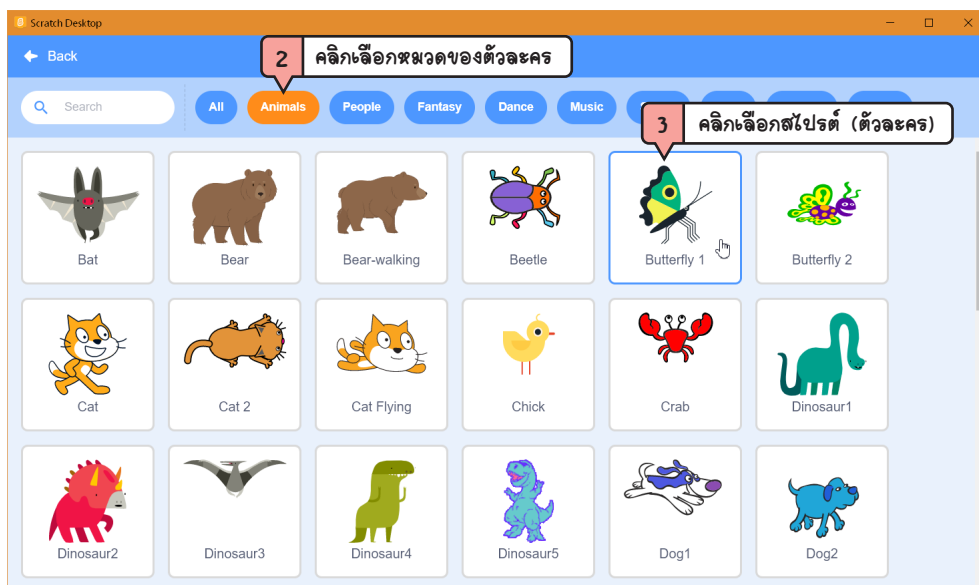 Scratch Desktop
Back
2 คลิกเลือกหมวดของตัวละคร
Search
All Animals People Fantasy Dance Music
3 คลิกเลือกสไปรต์ (ตัวละคร)
Bat Bear Bear-walking Beetle Butterfly 1 Butterfly 2
Cat Cat 2 Cat Flying Chick Crab Dinosaur1
Dinosaur2 Dinosaur3 Dinosaur4 Dinosaur5 Dog1 Dog2